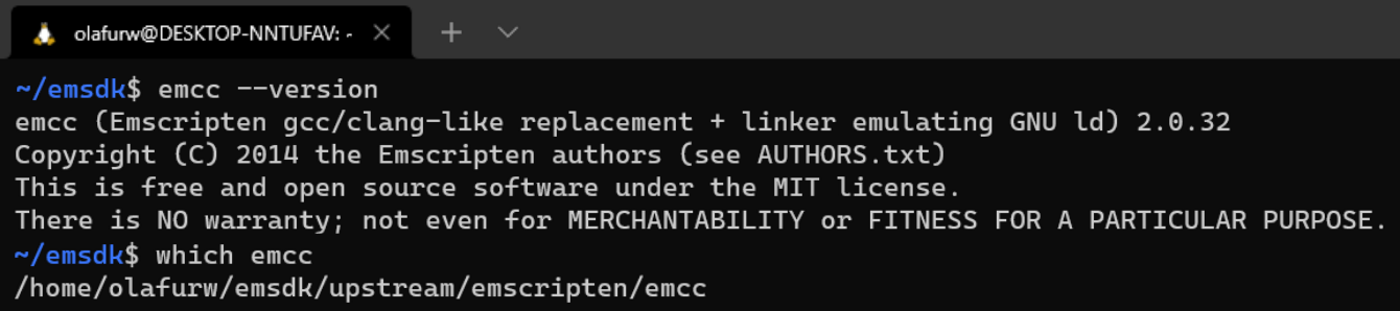 olafurw@DESKTOP-NNTUFAV: -
~/emsdk$ emcc --version
emcc (Emscripten gcc/clang-like replacement + linker emulating GNU ld) 2.0.32
Copyright (C) 2014 the Emscripten authors (see AUTHORS.txt)
This is free and open source software under the MIT license.
There is NO warranty; not even for MERCHANTABILITY or FITNESS FOR A PARTICULAR PURPOSE.
~/emsdk$ which emcc
/home/olafurw/emsdk/upstream/emscripten/emcc